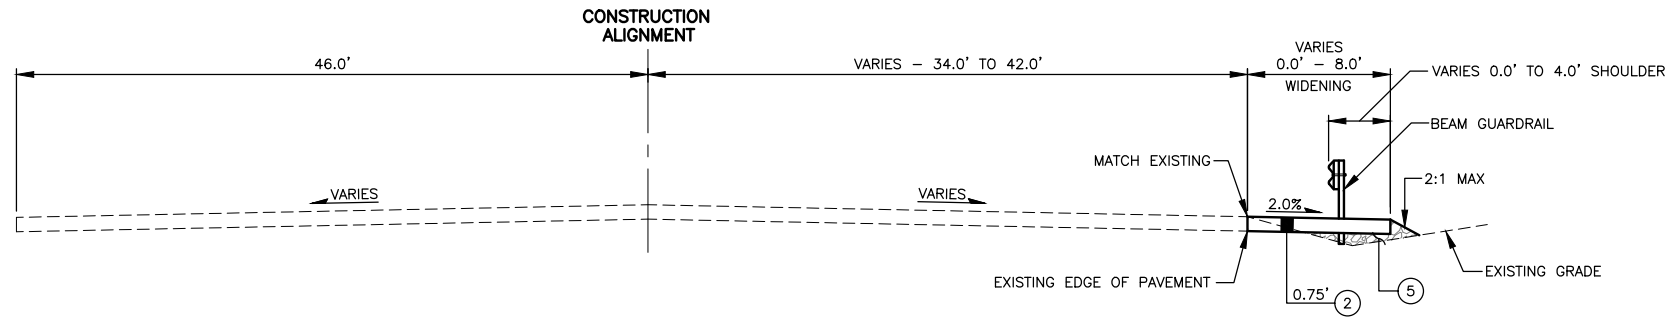 CONSTRUCTION
ALIGNMENT
46.0'
VARIES - 34.0' TO 42.0'
VARIES
0.0' - 8.0'
WIDENING
VARIES 0.0' TO 4.0' SHOULDER
BEAM GUARDRAIL
MATCH EXISTING
2:1 MAX
VARIES
VARIES
2.0%
EXISTING EDGE OF PAVEMENT
EXISTING GRADE
0.75'
2
5